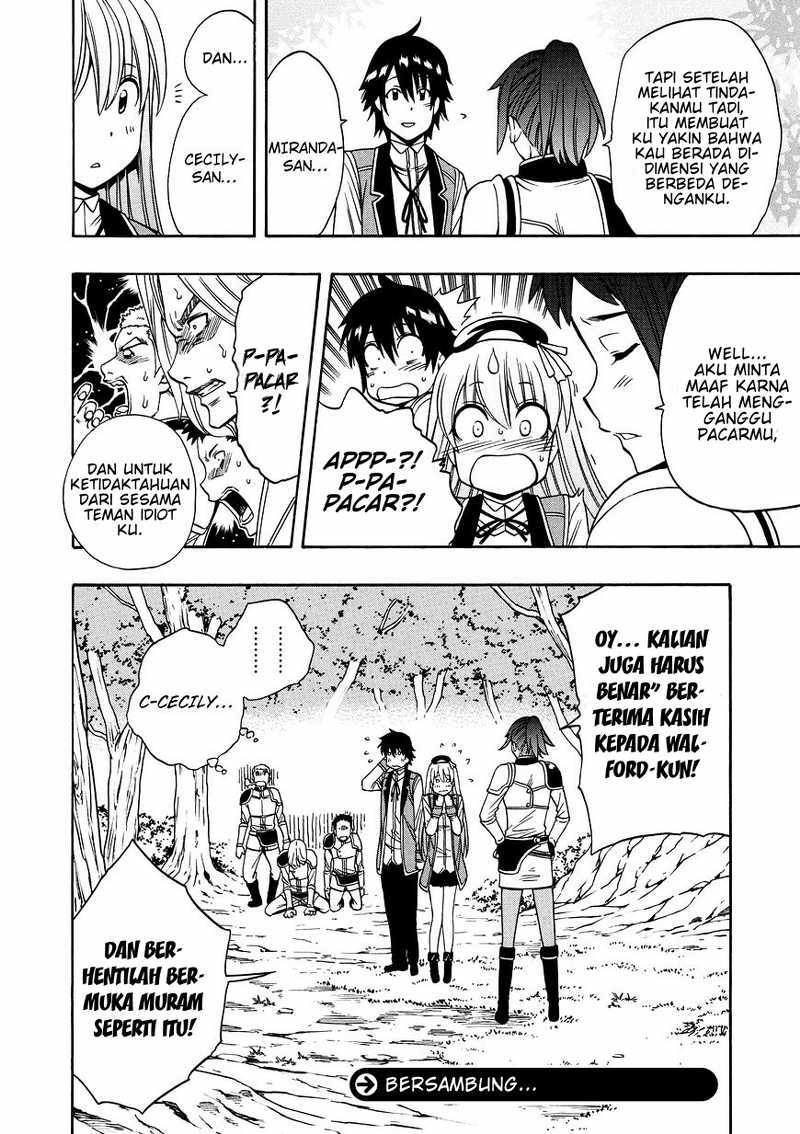 TAPI SETELAH
MELIHAT TINDA-
KANMU TADI,
ITU MEMBUAT
KU YAKIN BAHWA
KAU BERADA DI-
DIMENSI YANG
BERBEDA DE-
NGANKU.
MIRANDA-
SAN...
DAN...
CECILY-
SAN...
WELL...
AKU MINTA
MAAF KARNA
TELAH MENG-
GANGGU
PACARMU,
APPP-?!
P-PA-
PACAR?!
P-PA-
PACAR
?!
DAN UNTUK
KETIDAKTAHUAN
DARI SESAMA
TEMAN IDIOT
KU.
OY... KALIAN
JUGA HARUS
BENAR" BER-
TERIMA KASIH
KEPADA WAL-
FORD-KUN!
......
C-CECILY...
DAN BER-
HENTILAH BER-
MUKA MURAM
SEPERTI ITU!
BERSAMBUNG...